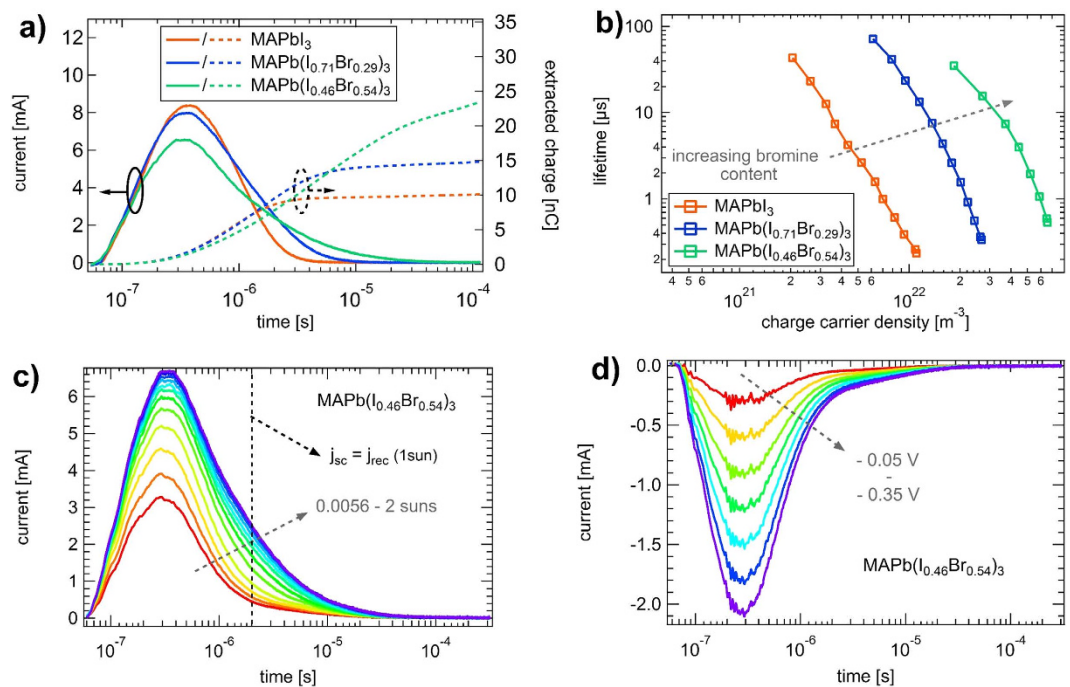 a)
12
10
8
6
4
2
0
current [mA]
35
30
25
20
15
10
5
0
extracted charge [nC]
/ MAPbI3
/ MAPb(I0.71Br0.29)3
/ MAPb(I0.46Br0.54)3
10-7
10-6
10-5
10-4
time [s]
b)
100
10
1
lifetime [µs]
2
4
6
8
2
4
6
8
2
4
6
8
2
increasing bromine
content
MAPbI3
MAPb(I0.71Br0.29)3
MAPb(I0.46Br0.54)3
4 5 6 2 3 4 5 6 2 3 4 5 6
10^21
10^22
charge carrier density [m-3]
c)
6
5
4
3
2
1
0
current [mA]
MAPb(I0.46Br0.54)3
jsc = jrec (1sun)
0.0056 - 2 suns
10-7
10-6
10-5
10-4
time [s]
d)
0.0
-0.5
-1.0
-1.5
-2.0
current [mA]
- 0.05 V
-
- 0.35 V
MAPb(I0.46Br0.54)3
10-7
10-6
10-5
10-4
time [s]